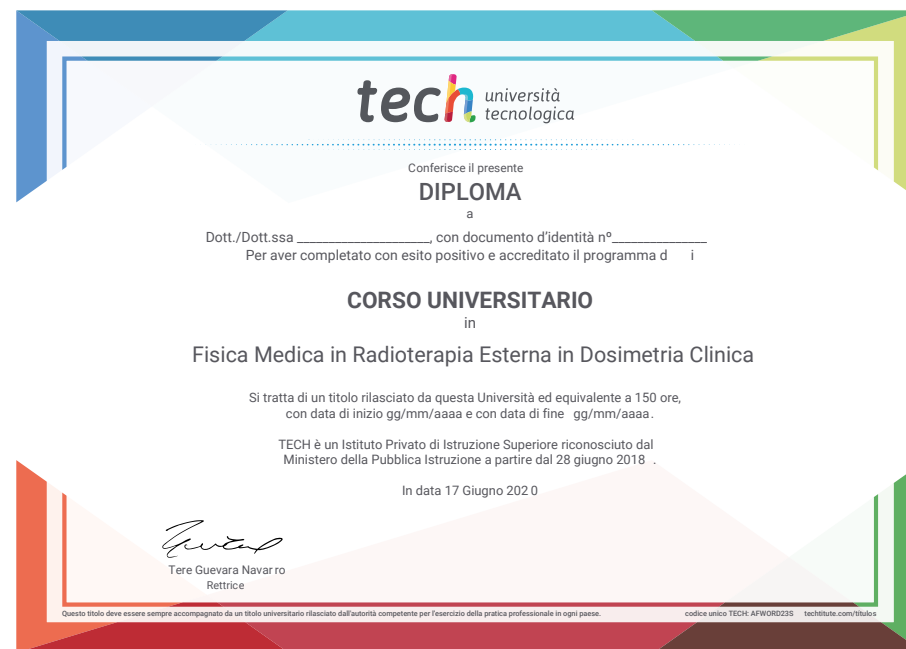 tech università
tecnologica
Conferisce il presente
DIPLOMA
a
Dott./Dott.ssa _____________________, con documento d'identità nº_______________
Per aver completato con esito positivo e accreditato il programma d i
CORSO UNIVERSITARIO
in
Fisica Medica in Radioterapia Esterna in Dosimetria Clinica
Si tratta di un titolo rilasciato da questa Università ed equivalente a 150 ore,
con data di inizio gg/mm/aaaa e con data di fine gg/mm/aaaa.
TECH è un Istituto Privato di Istruzione Superiore riconosciuto dal
Ministero della Pubblica Istruzione a partire dal 28 giugno 2018 .
In data 17 Giugno 2020
Tere Guevara Navarro
Rettrice
Questo titolo deve essere sempre accompagnato da un titolo universitario rilasciato dall'autorità competente per l'esercizio della pratica professionale in ogni paese. codice unico TECH: AFWORD23S techtitute.com/titulos